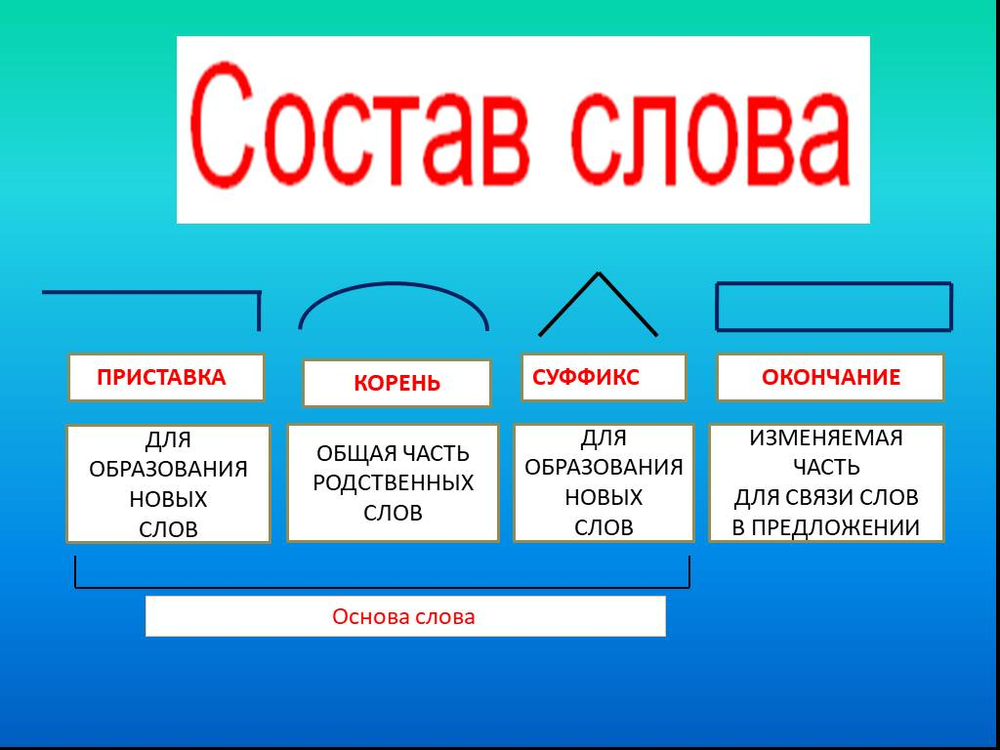 Состав слова
ПРИСТАВКА
КОРЕНЬ
СУФФИКС
ОКОНЧАНИЕ
ДЛЯ
ОБРАЗОВАНИЯ
НОВЫХ
СЛОВ
ОБЩАЯ ЧАСТЬ
РОДСТВЕННЫХ
СЛОВ
ДЛЯ
ОБРАЗОВАНИЯ
НОВЫХ
СЛОВ
ИЗМЕНЯЕМАЯ
ЧАСТЬ
ДЛЯ СВЯЗИ СЛОВ
В ПРЕДЛОЖЕНИИ
Основа слова